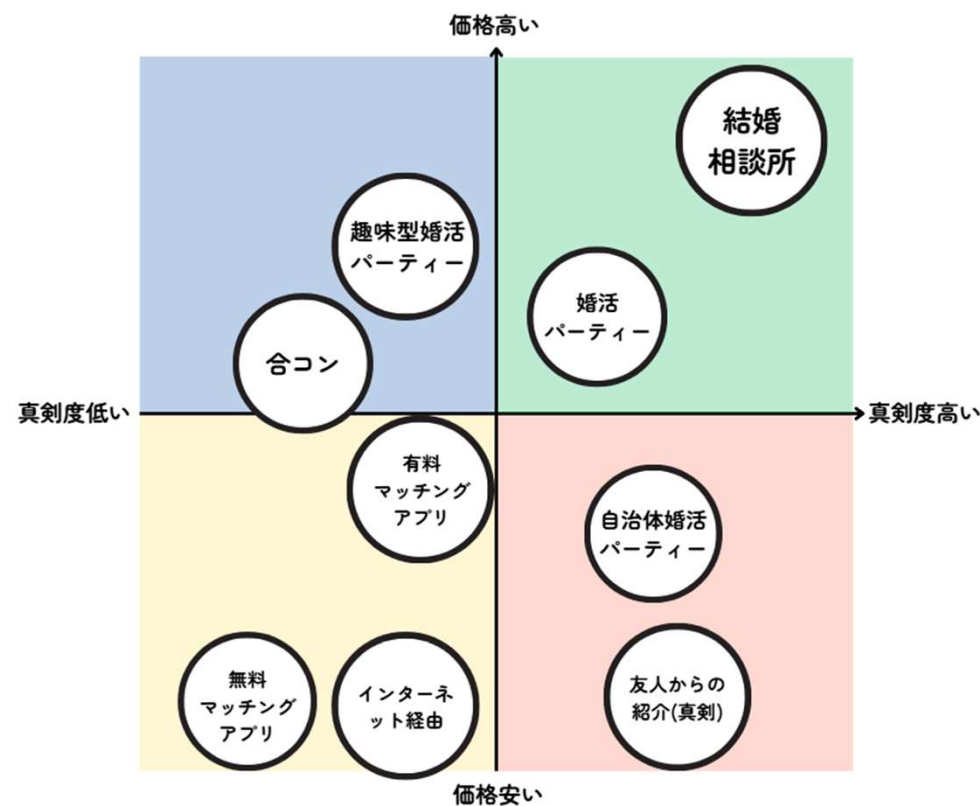 価格高い
結婚
相談所
趣味型婚活
パーティー
婚活
パーティー
合コン
真剣度低い
真剣度高い
有料
マッチング
アプリ
自治体婚活
パーティー
無料
マッチング
アプリ
インターネ
ット経由
友人からの
紹介(真剣)
価格安い